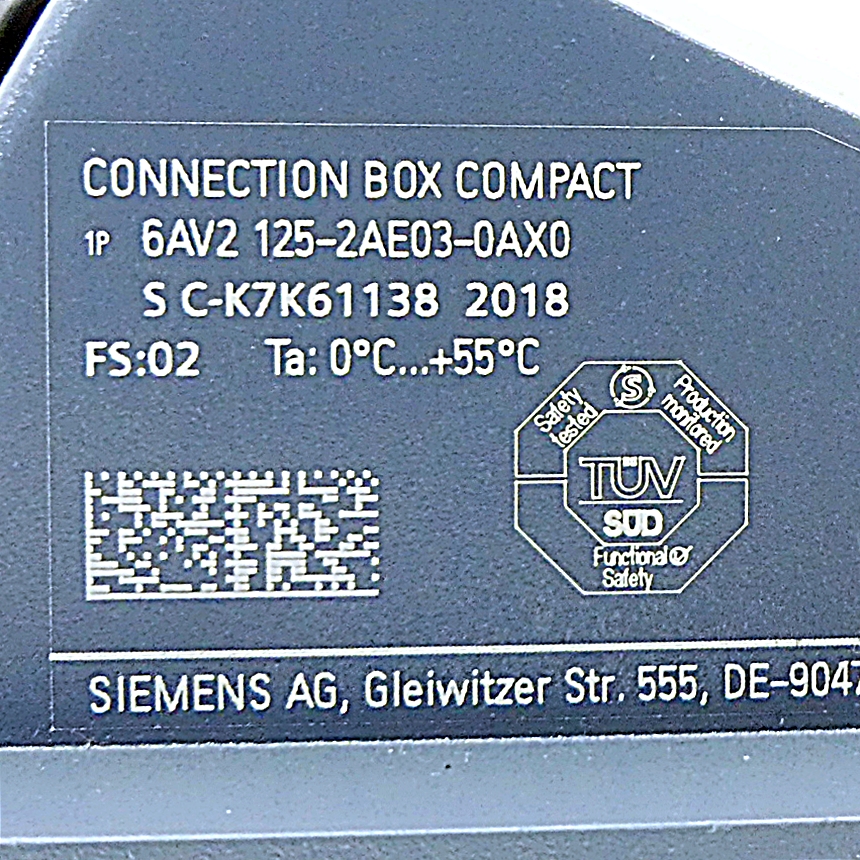 CONNECTION BOX COMPACT
1P 6AV2 125-2AE03-0AX0
S C-K7K61138 2018
FS:02 Ta: 0°C...+55°C
Safety tested
S
Production monitored
TÜV
SÜD
Functional
Safety
SIEMENS AG, Gleiwitzer Str. 555, DE-9047